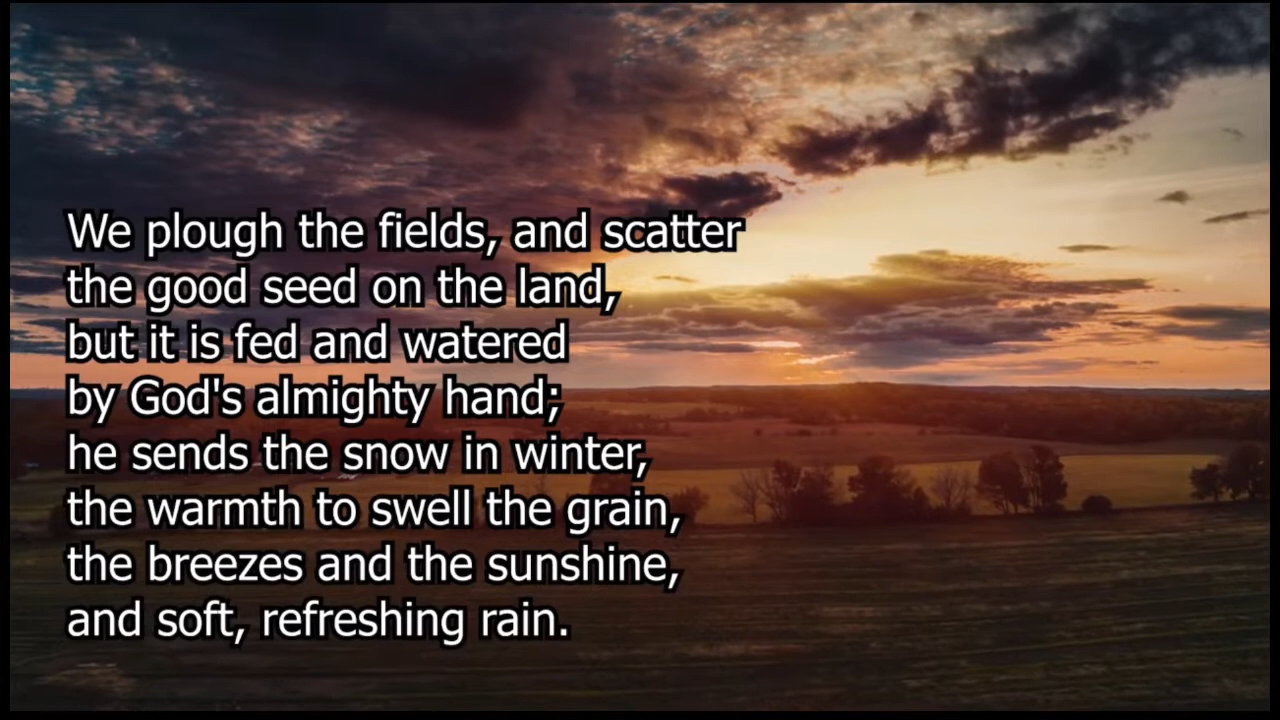 We plough the fields, and scatter
the good seed on the land,
but it is fed and watered
by God's almighty hand;
he sends the snow in winter,
the warmth to swell the grain,
the breezes and the sunshine,
and soft, refreshing rain.